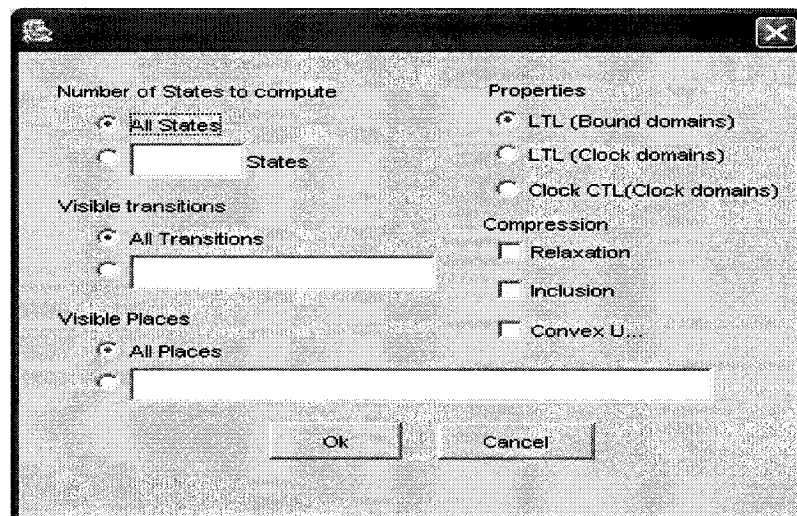 Number of States to compute
All States
States
Visible transitions
All Transitions
Visible Places
All Places
Properties
LTL (Bound domains)
LTL (Clock domains)
Clock CTL(Clock domains)
Compression
Relaxation
Inclusion
Convex U...
Ok
Cancel